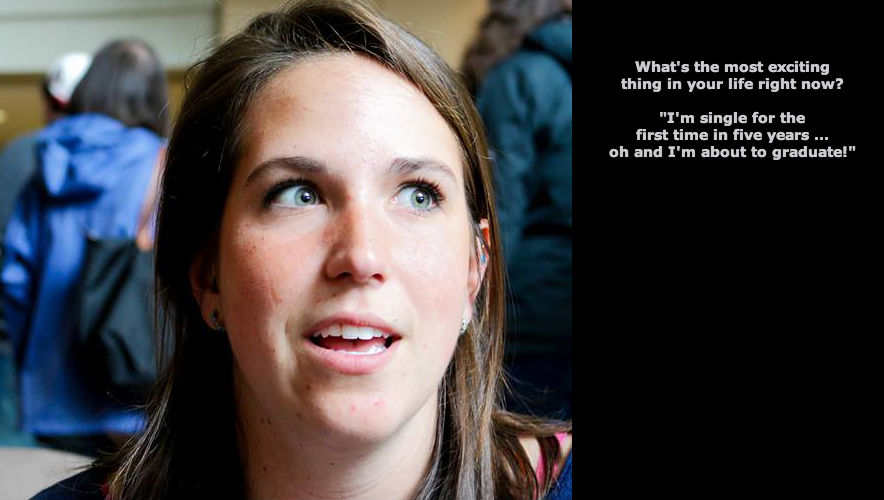 What's the most exciting
thing in your life right now?
"I'm single for the
first time in five years ...
oh and I'm about to graduate!"